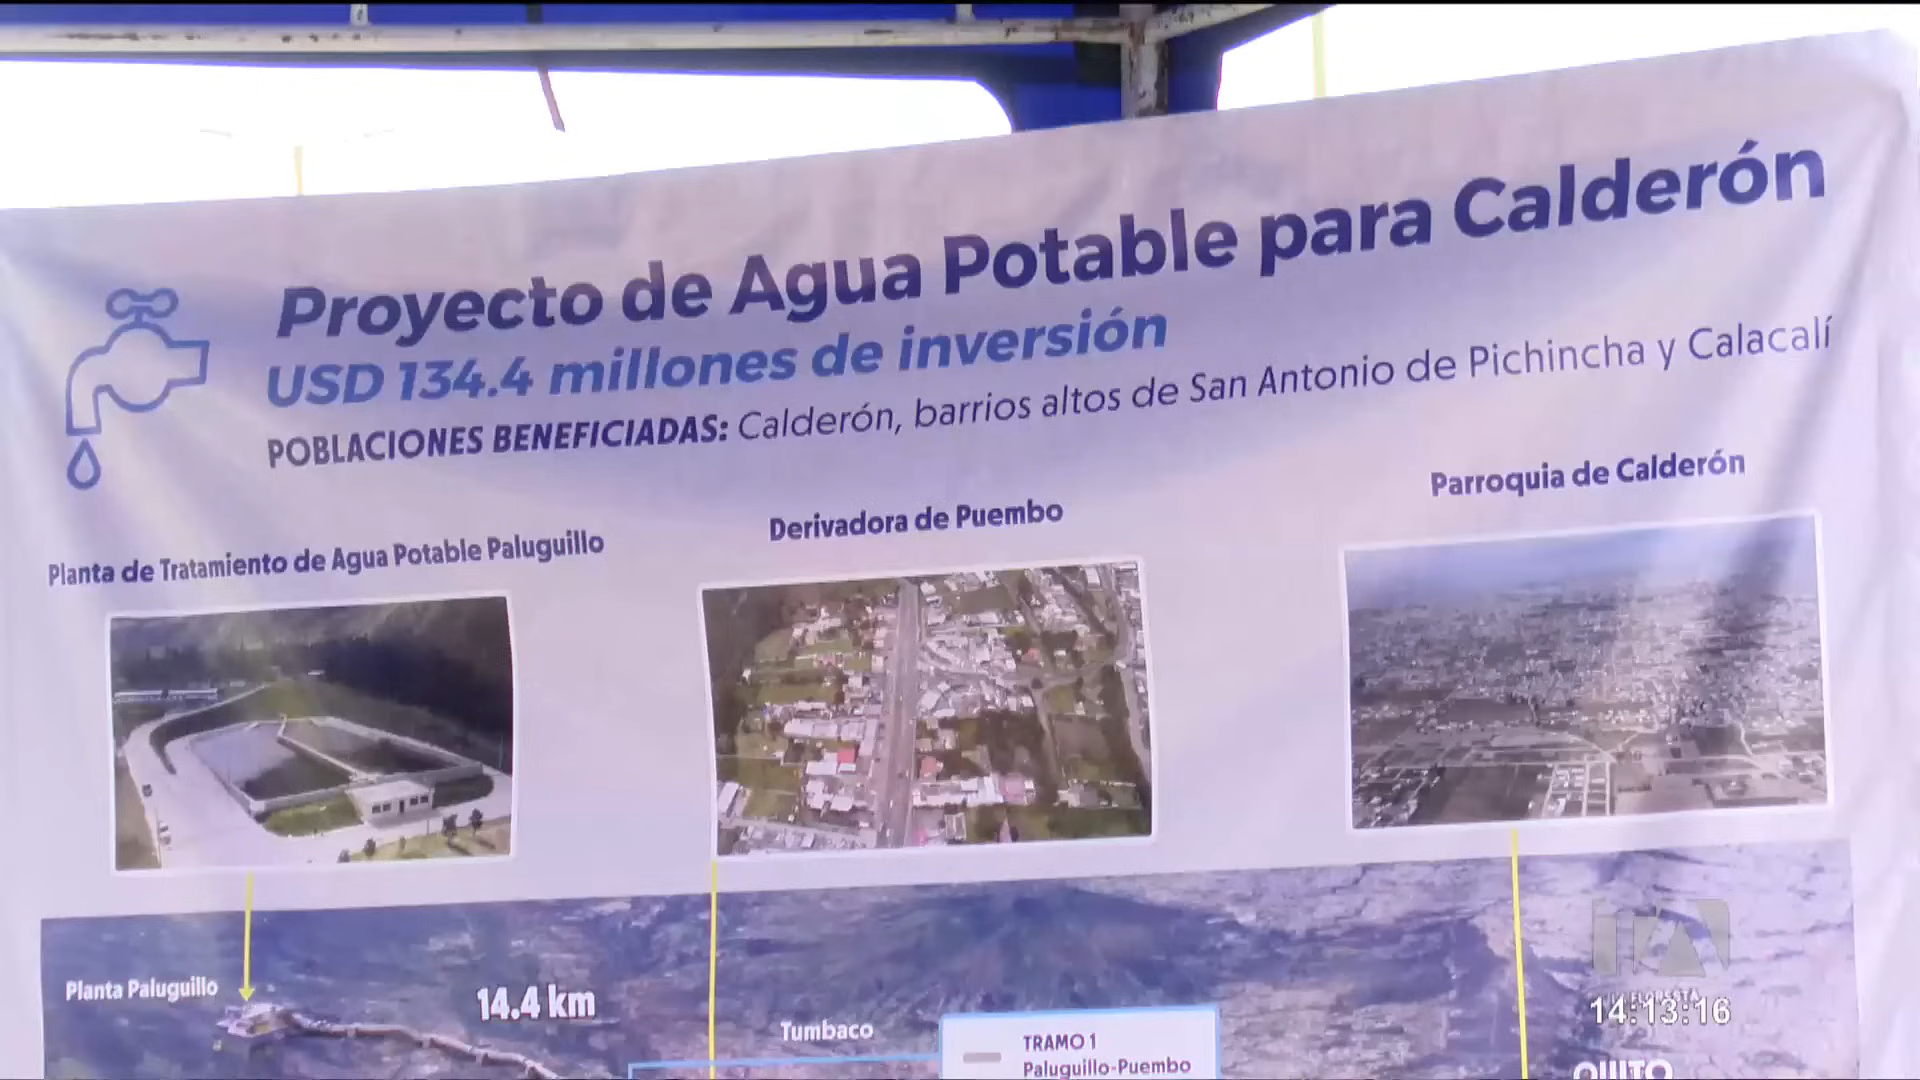 Proyecto de Agua Potable para Calderón
USD 134.4 millones de inversión
POBLACIONES BENEFICIADAS: Calderón, barrios altos de San Antonio de Pichincha y Calacalí
Planta de Tratamiento de Agua Potable Paluguillo
Derivadora de Puembo
Parroquia de Calderón
Planta Paluguillo
14.4 km
Tumbaco
TRAMO 1
Paluguillo-Puembo
14:13:16
QUITO